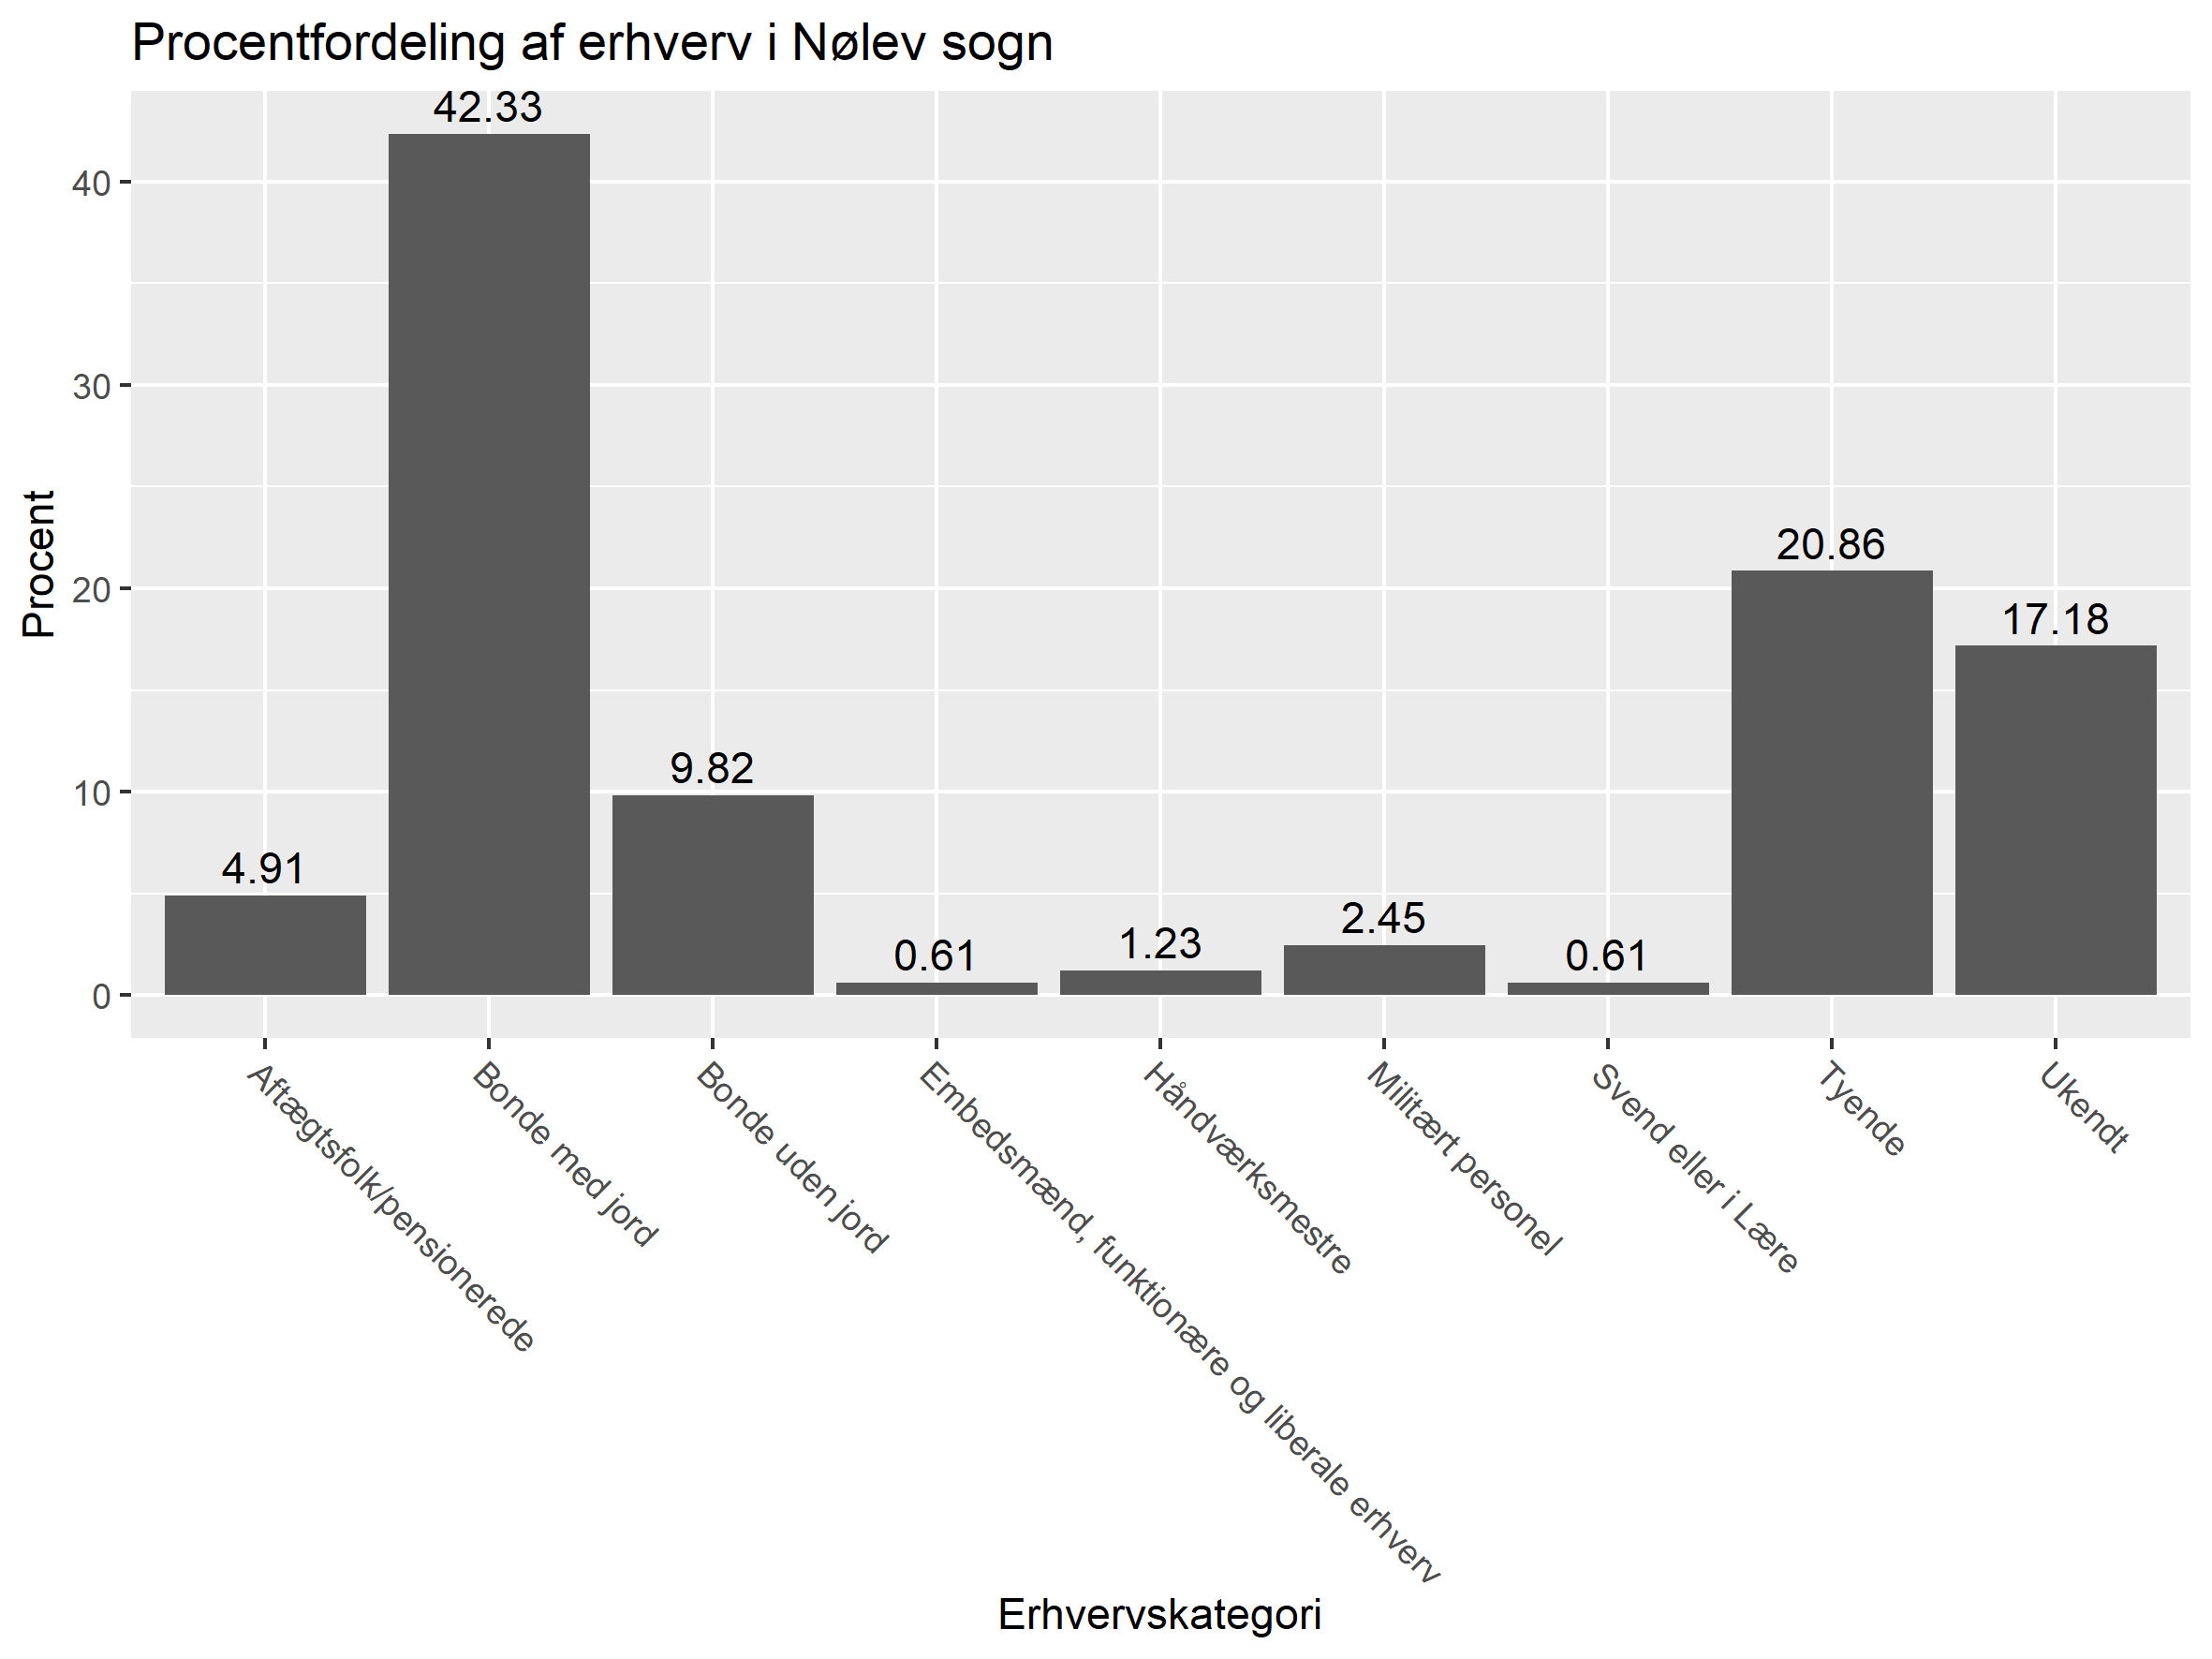 Procentfordeling af erhverv i Nølev sogn
Procent
40
30
20
10
0
4.91
42.33
9.82
0.61
1.23
2.45
0.61
20.86
17.18
Aftægtsfolk/pensionerede
Bonde med jord
Bonde uden jord
Embedsmænd, funktionære og liberale erhverv
Håndværksmestre
Militært personel
Svend eller i Lære
Tyende
Ukendt
Erhvervskategori